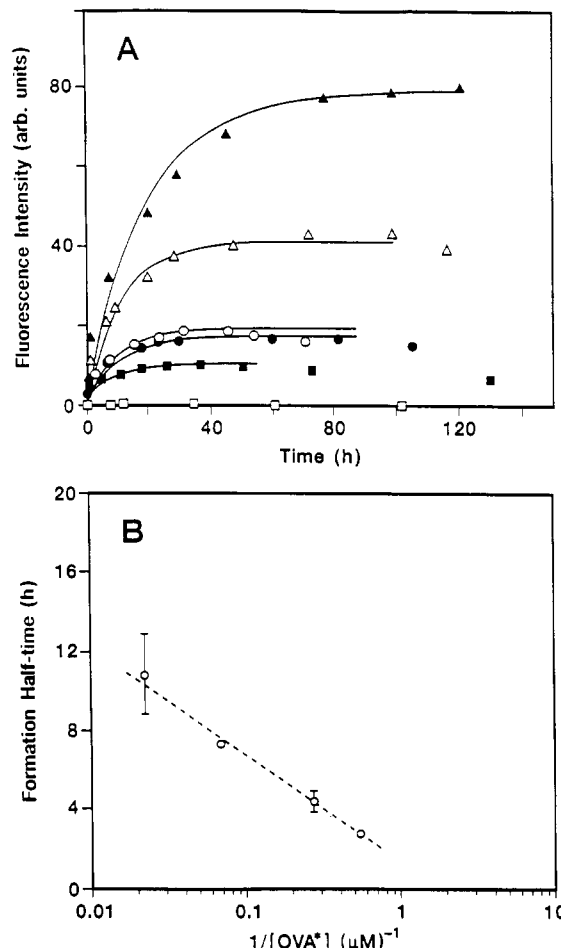 A
Fluorescence Intensity (arb. units)
80
40
0
0 40 80 120
Time (h)
B
Formation Half-time (h)
20
16
12
8
4
0
0.01 0.1 1 10
1/[OVA*] (μM)⁻¹